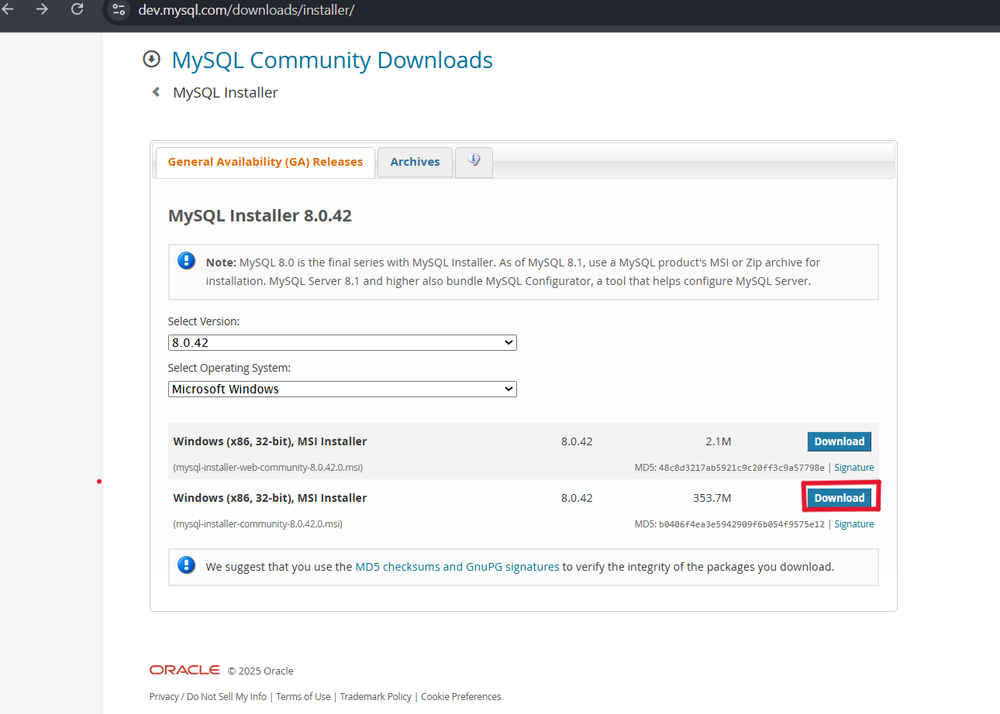 dev.mysql.com/downloads/installer/
MySQL Community Downloads
MySQL Installer
General Availability (GA) Releases
Archives
MySQL Installer 8.0.42
Note: MySQL 8.0 is the final series with MySQL Installer. As of MySQL 8.1, use a MySQL product's MSI or Zip archive for
installation. MySQL Server 8.1 and higher also bundle MySQL Configurator, a tool that helps configure MySQL Server.
Select Version:
8.0.42
Select Operating System:
Microsoft Windows
Windows (x86, 32-bit), MSI Installer 8.0.42 2.1M Download
(mysql-installer-web-community-8.0.42.0.msi) MD5: 48c8d3217ab5921c9c20ff3c9a57798e | Signature
Windows (x86, 32-bit), MSI Installer 8.0.42 353.7M Download
(mysql-installer-community-8.0.42.0.msi) MD5: b0406f4ea3e5942909f6b054f9575e12 | Signature
We suggest that you use the MD5 checksums and GnuPG signatures to verify the integrity of the packages you download.
ORACLE © 2025 Oracle
Privacy / Do Not Sell My Info | Terms of Use | Trademark Policy | Cookie Preferences